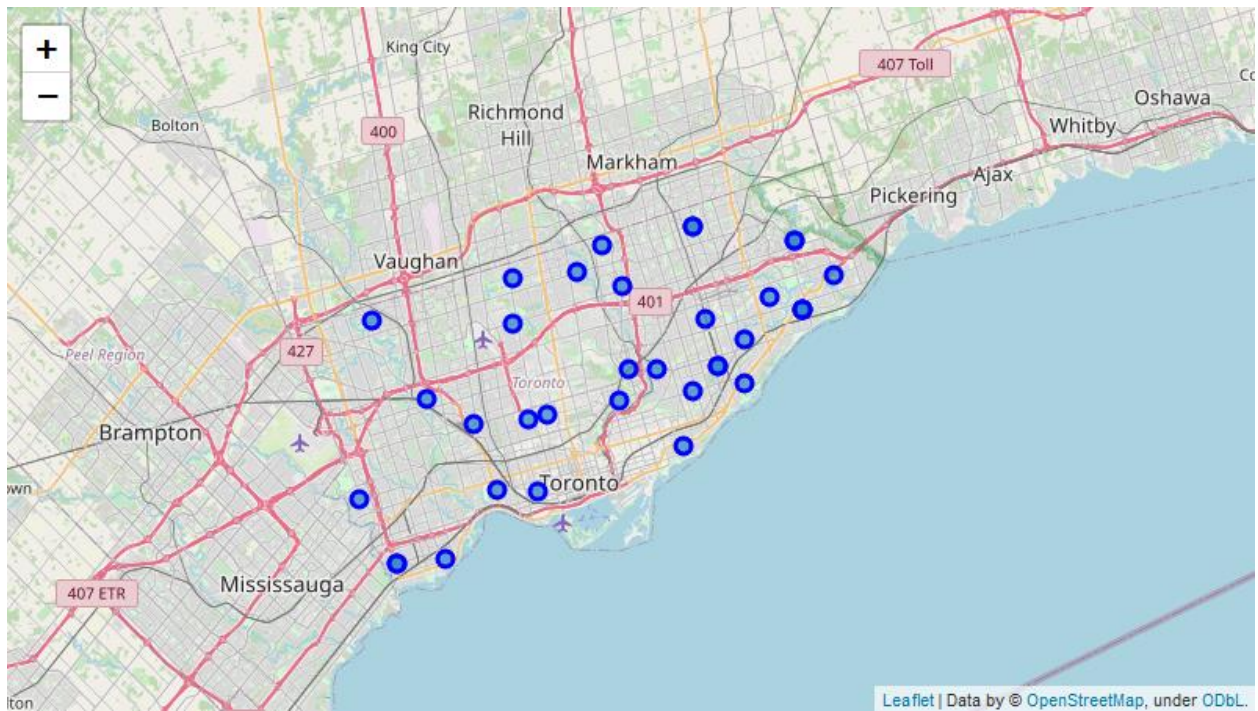 +
−
King City
407 Toll
Oshawa
Richmond
Hill
Bolton
400
Whitby
Markham
Ajax
Pickering
Vaughan
401
427
Peel Region
Toronto
Brampton
Toronto
Mississauga
407 ETR
Leaflet | Data by © OpenStreetMap, under ODbL.